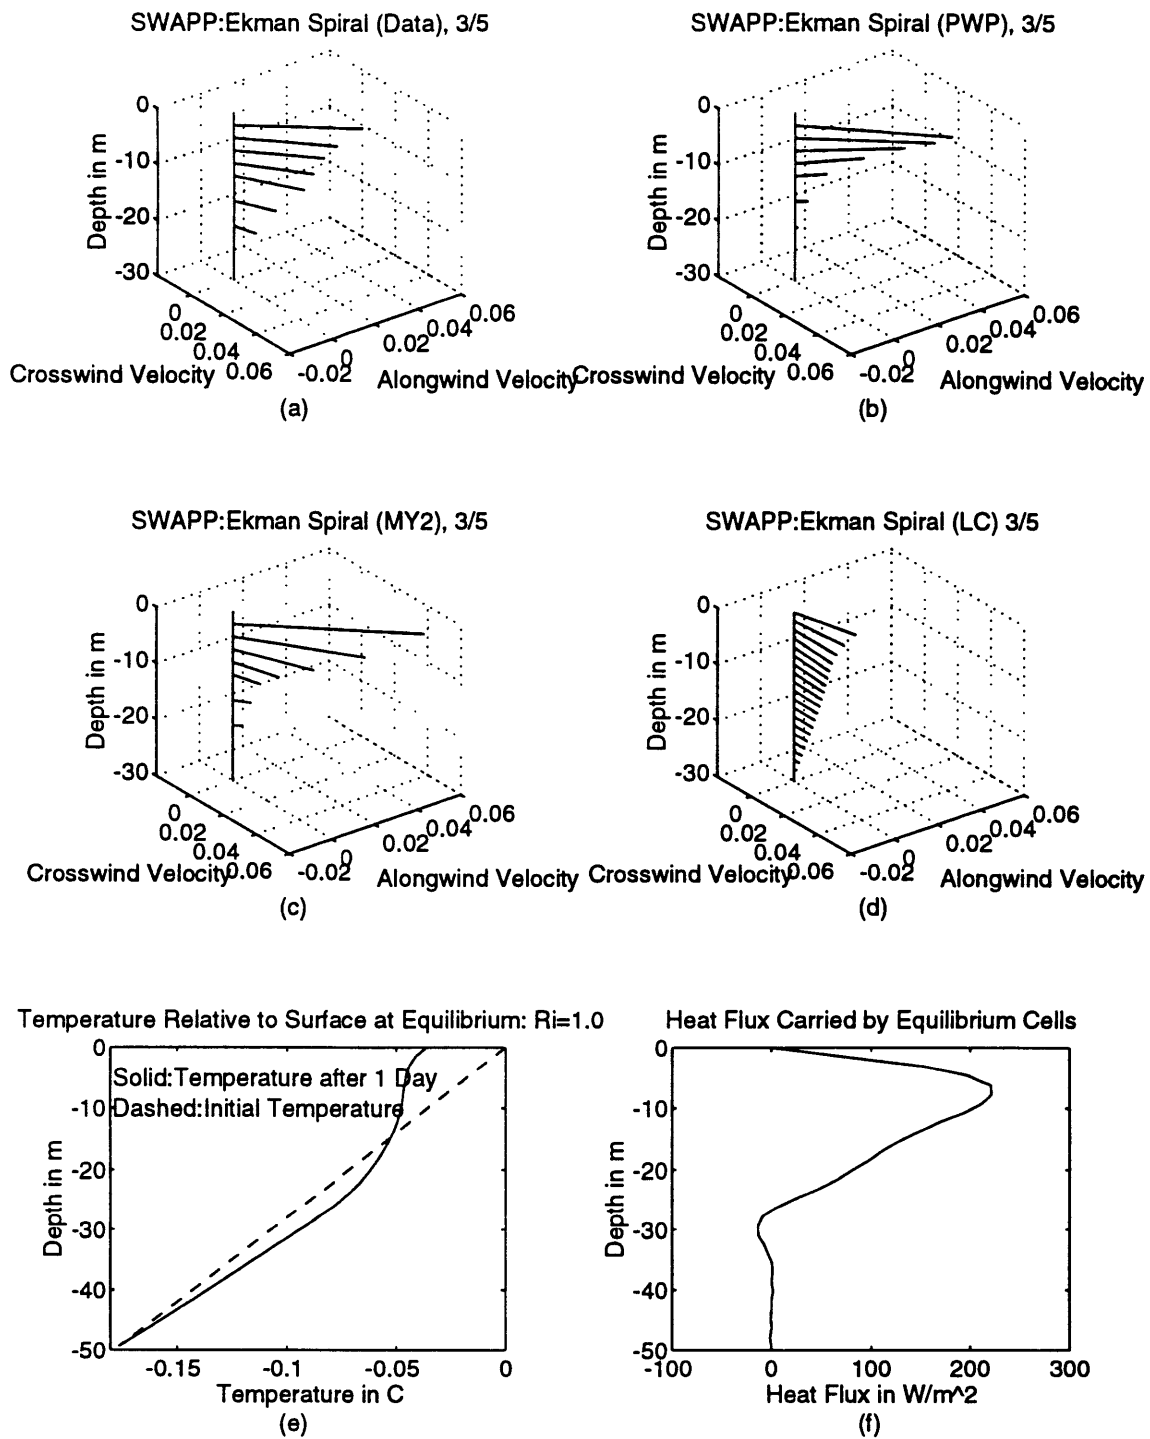 SWAPP:Ekman Spiral (Data), 3/5
0
-10
-20
-30
Depth in m
0
0.02
0.04
0.06
Crosswind Velocity
-0.02
0
0.02
0.04
0.06
Alongwind Velocity
(a)
SWAPP:Ekman Spiral (PWP), 3/5
0
-10
-20
-30
Depth in m
0
0.02
0.04
0.06
Crosswind Velocity
-0.02
0
0.02
0.04
0.06
Alongwind Velocity
(b)
SWAPP:Ekman Spiral (MY2), 3/5
0
-10
-20
-30
Depth in m
0
0.02
0.04
0.06
Crosswind Velocity
-0.02
0
0.02
0.04
0.06
Alongwind Velocity
(c)
SWAPP:Ekman Spiral (LC) 3/5
0
-10
-20
-30
Depth in m
0
0.02
0.04
0.06
Crosswind Velocity
-0.02
0
0.02
0.04
0.06
Alongwind Velocity
(d)
Temperature Relative to Surface at Equilibrium: Ri=1.0
Solid:Temperature after 1 Day
Dashed:Initial Temperature
0
-10
-20
-30
-40
-50
Depth in m
-0.15
-0.1
-0.05
0
Temperature in C
(e)
Heat Flux Carried by Equilibrium Cells
0
-10
-20
-30
-40
-50
Depth in m
-100
0
100
200
300
Heat Flux in W/m^2
(f)